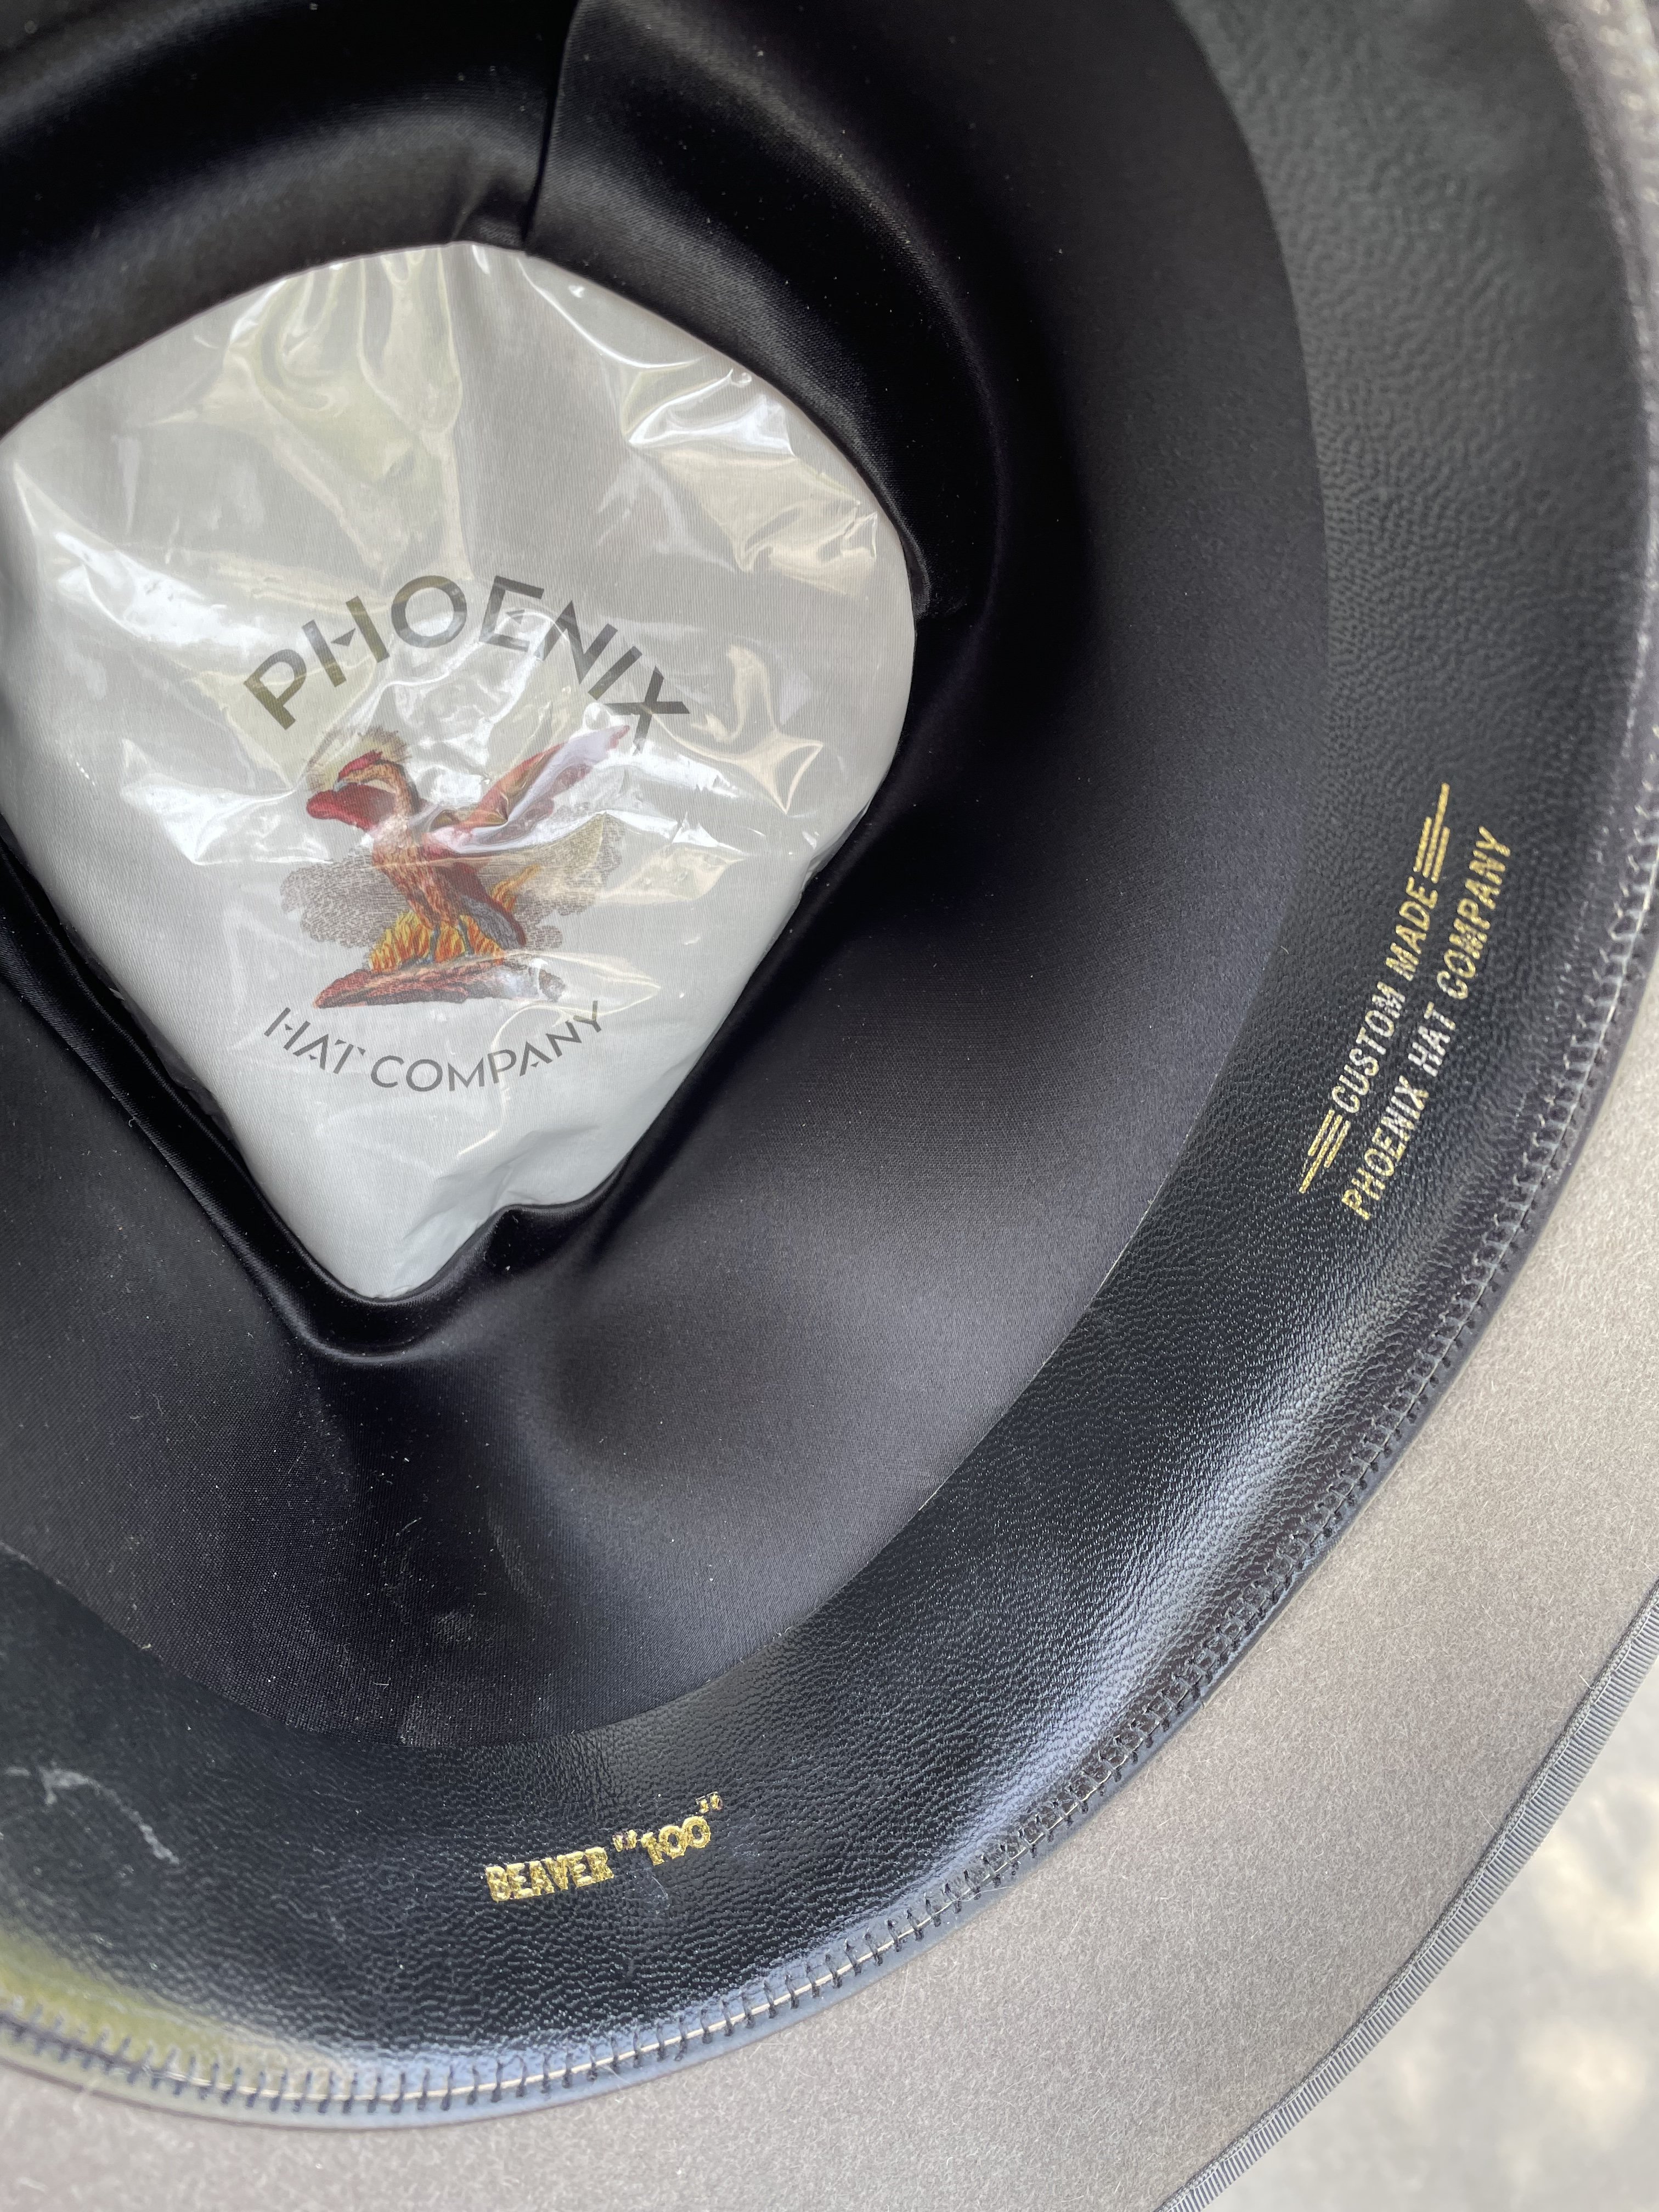 PHOENIX
HAT COMPANY
CUSTOM MADE
PHOENIX HAT COMPANY
BEAVER "100"